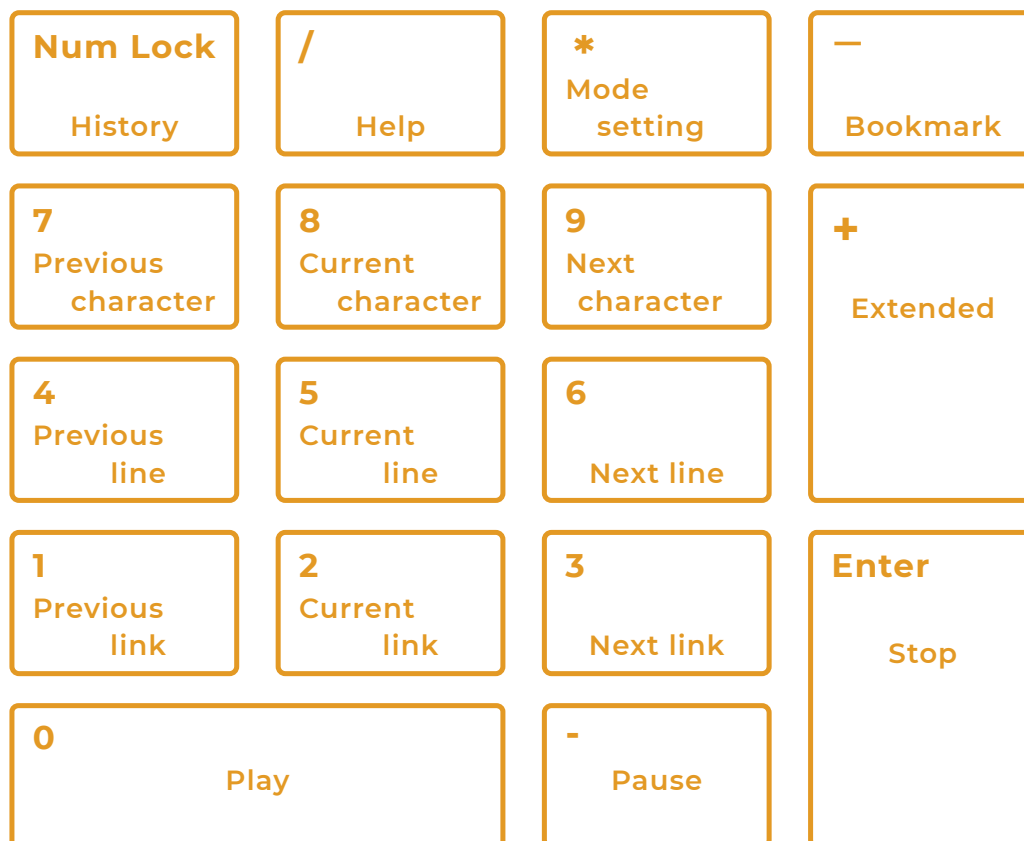 Num Lock
History
/
Help
*
Mode
setting
—
Bookmark
7
Previous
character
8
Current
character
9
Next
character
+
Extended
4
Previous
line
5
Current
line
6
Next line
1
Previous
link
2
Current
link
3
Next link
Enter
Stop
0
Play
-
Pause